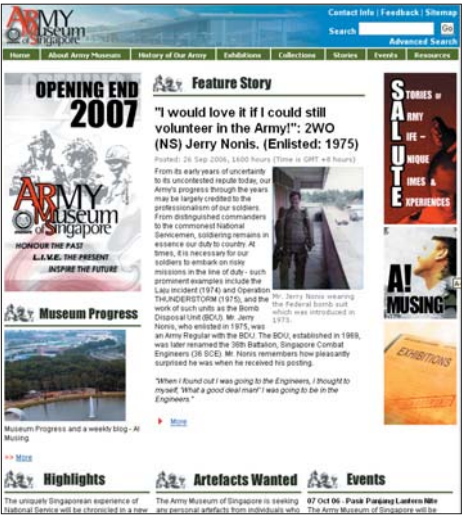 ARMY
Museum
of Singapore
Contact Info | Feedback | Sitemap
Search
Go
Advanced Search
Home
About Army Museum
History of Our Army
Exhibitions
Collections
Stories
Events
Resources
OPENING END
2007
ARMY
Museum
of Singapore
HONOUR THE PAST
L.I.V.E. THE PRESENT
INSPIRE THE FUTURE
Museum Progress
Museum Progress and a weekly blog - A!
Musing.
>> More
Feature Story
"I would love it if I could still
volunteer in the Army!": 2WO
(NS) Jerry Nonis. (Enlisted: 1975)
Posted: 26 Sep 2006, 1600 hours (Time is GMT +8 hours)
From its early years of uncertainty
to its uncontested repute today, our
Army's progress through the years
may be largely credited to the
professionalism of our soldiers.
From distinguished commanders
to the commonest National
Servicemen, soldiering remains in
essence our duty to country. At
times, it is necessary for our
soldiers to embark on risky
missions in the line of duty - such
prominent examples include the
Laju incident (1974) and Operation
THUNDERSTORM (1975), and the
work of such units as the Bomb
Disposal Unit (BDU). Mr. Jerry
Nonis, who enlisted in 1975, was
an Army Regular with the BDU. The BDU, established in 1969,
was later renamed the 36th Battalion, Singapore Combat
Engineers (36 SCE). Mr. Nonis remembers how pleasantly
surprised he was when he received his posting.
Mr. Jerry Nonis wearing
the Federal bomb suit
which was introduced in
1975.
"When I found out I was going to the Engineers, I thought to
myself, 'What a good deal man!' I was going to be in the
Engineers."
More
SALUTE
STORIES OF
ARMY
LIFE –
UNIQUE
TIMES &
EXPERIENCES
A!
MUSING
EXHIBITIONS
Highlights
The uniquely Singaporean experience of
National Service will be chronicled in a new
Artefacts Wanted
The Army Museum of Singapore is seeking
any personal artefacts from individuals who
Events
07 Oct 06 - Pasir Panjang Lantern Nite
The Army Museum of Singapore will be